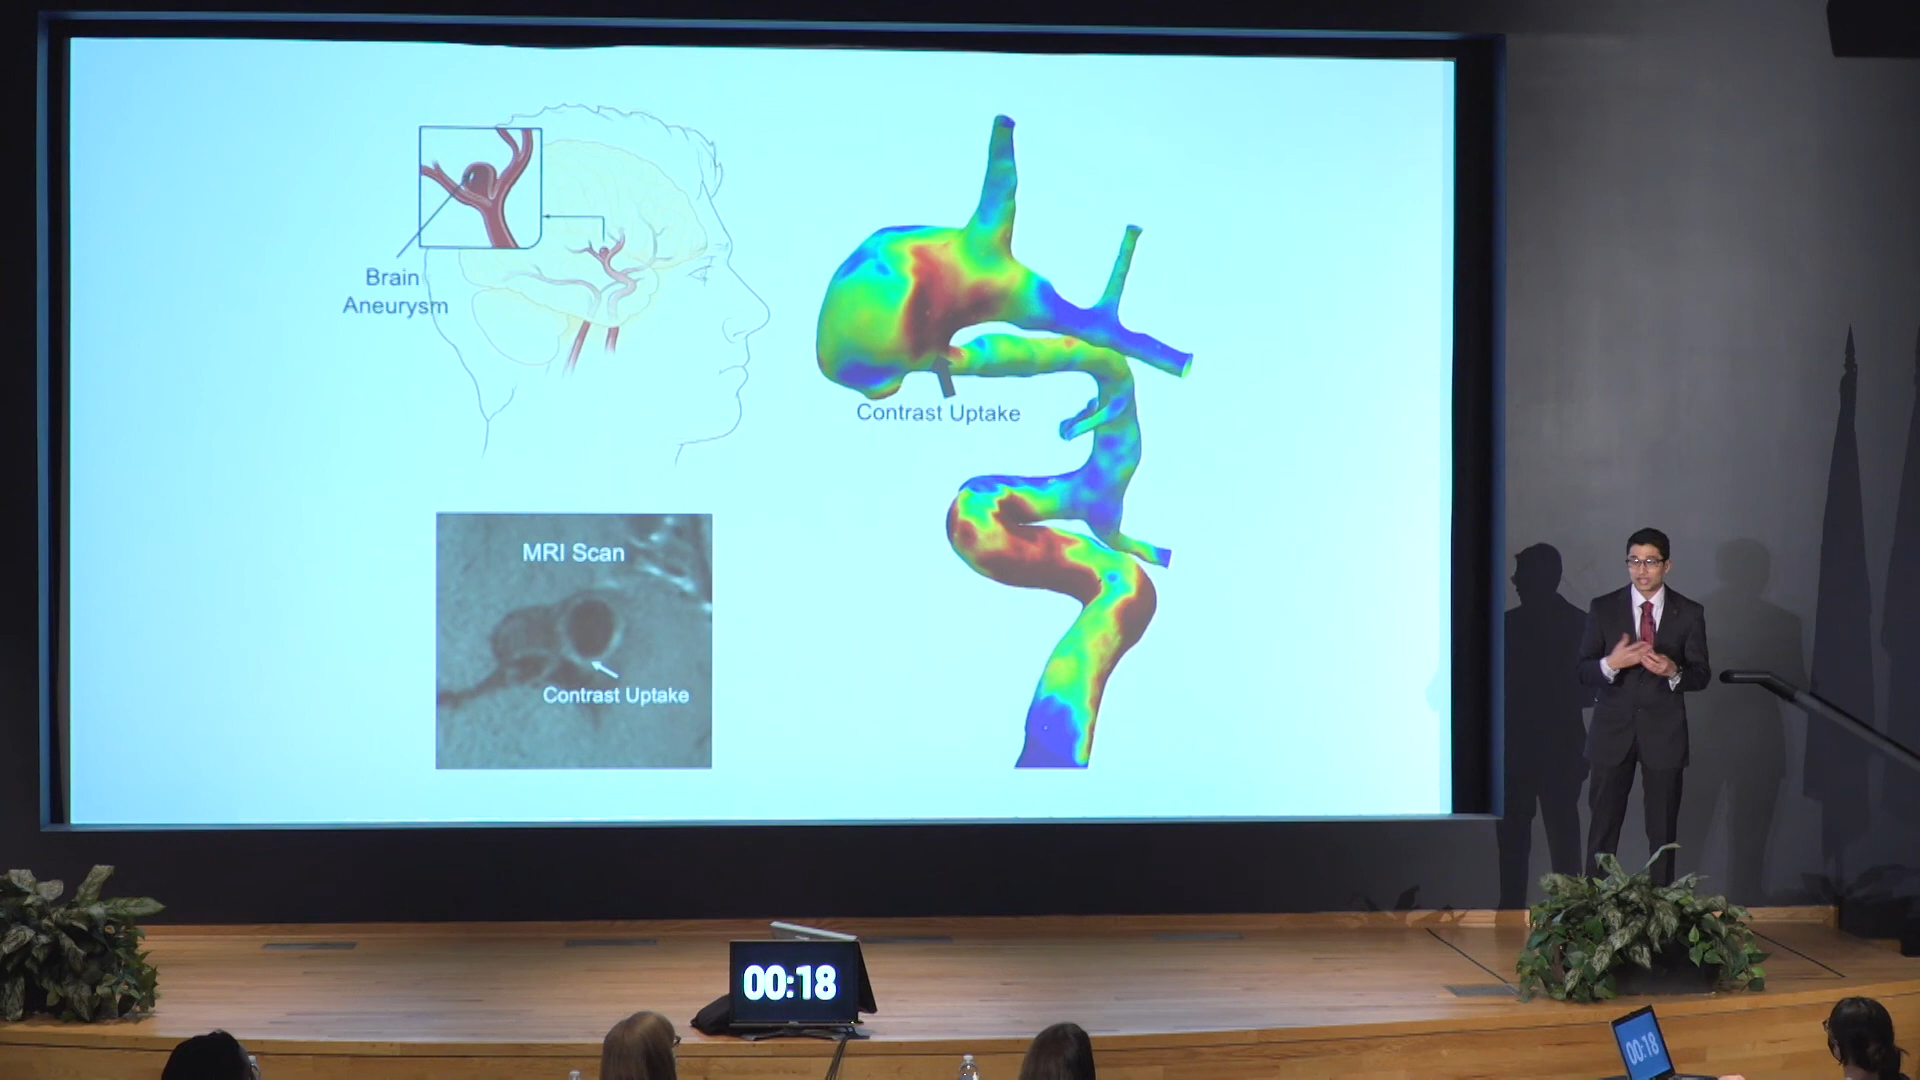 Brain
Aneurysm
Contrast Uptake
MRI Scan
Contrast Uptake
00:18
00:18